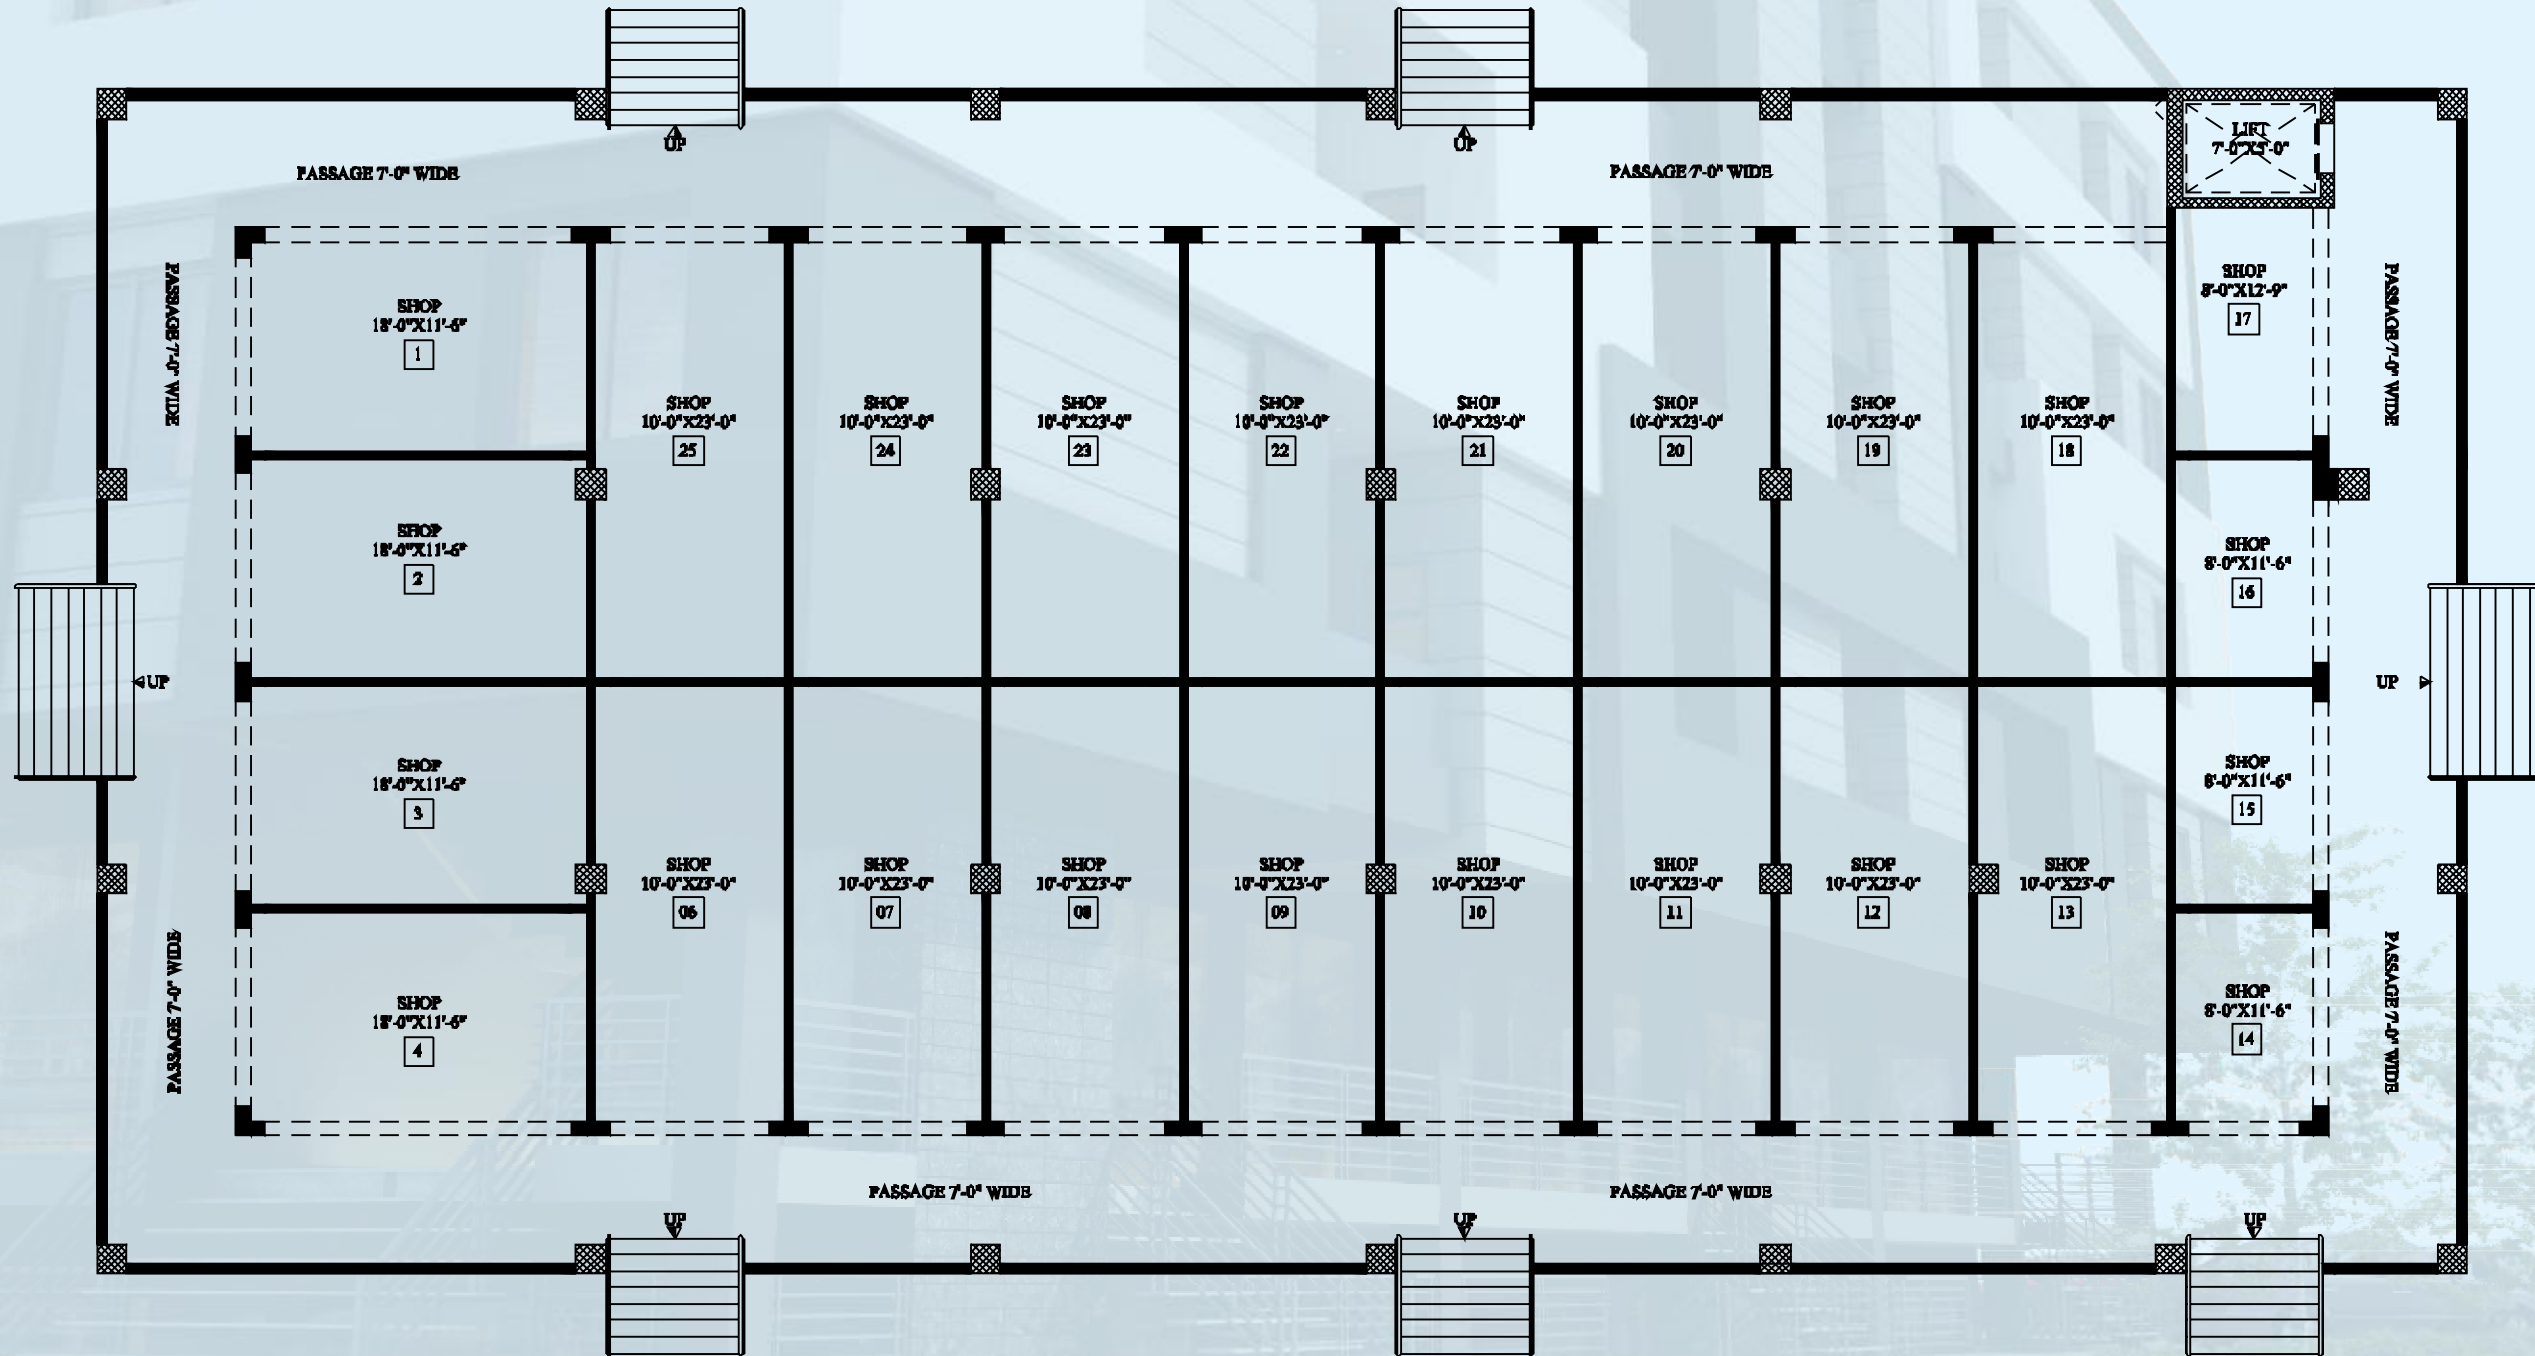 UP
UP
LIFT
7'-0"X5'-0"
PASSAGE 7'-0" WIDE
PASSAGE 7'-0" WIDE
PASSAGE 7'-0" WIDE
PASSAGE 7'-0" WIDE
SHOP
18'-0"X11'-6"
1
SHOP
8'-0"X12'-9"
17
SHOP
10'-0"X23'-0"
25
SHOP
10'-0"X23'-0"
24
SHOP
10'-0"X23'-0"
23
SHOP
10'-0"X23'-0"
22
SHOP
10'-0"X23'-0"
21
SHOP
10'-0"X23'-0"
20
SHOP
10'-0"X23'-0"
19
SHOP
10'-0"X23'-0"
18
SHOP
18'-0"X11'-6"
2
SHOP
8'-0"X11'-6"
16
UP
UP
SHOP
18'-0"X11'-6"
3
SHOP
8'-0"X11'-6"
15
SHOP
10'-0"X23'-0"
06
SHOP
10'-0"X23'-0"
07
SHOP
10'-0"X23'-0"
08
SHOP
10'-0"X23'-0"
09
SHOP
10'-0"X23'-0"
10
SHOP
10'-0"X23'-0"
11
SHOP
10'-0"X23'-0"
12
SHOP
10'-0"X23'-0"
13
PASSAGE 7'-0" WIDE
PASSAGE 7'-0" WIDE
SHOP
18'-0"X11'-6"
4
SHOP
8'-0"X11'-6"
14
PASSAGE 7'-0" WIDE
PASSAGE 7'-0" WIDE
UP
UP
UP